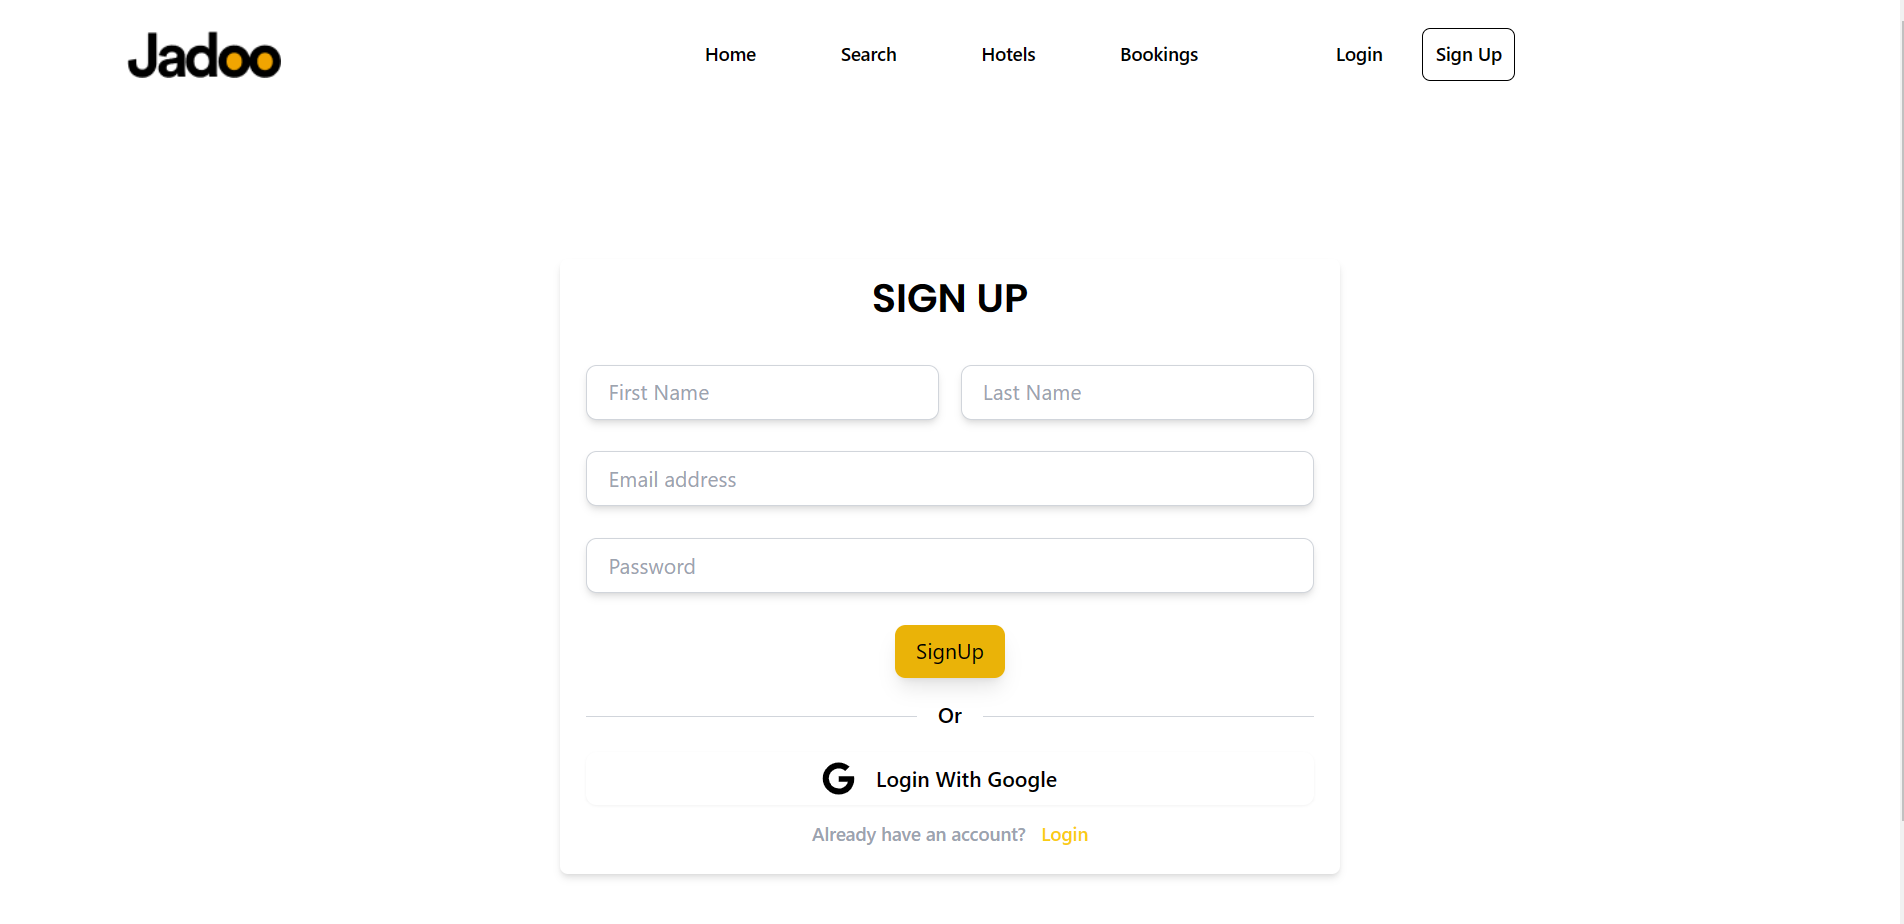 Jadoo Home Search Hotels Bookings Login Sign Up
SIGN UP
First Name Last Name
Email address
Password
SignUp
Or
Login With Google
Already have an account? Login